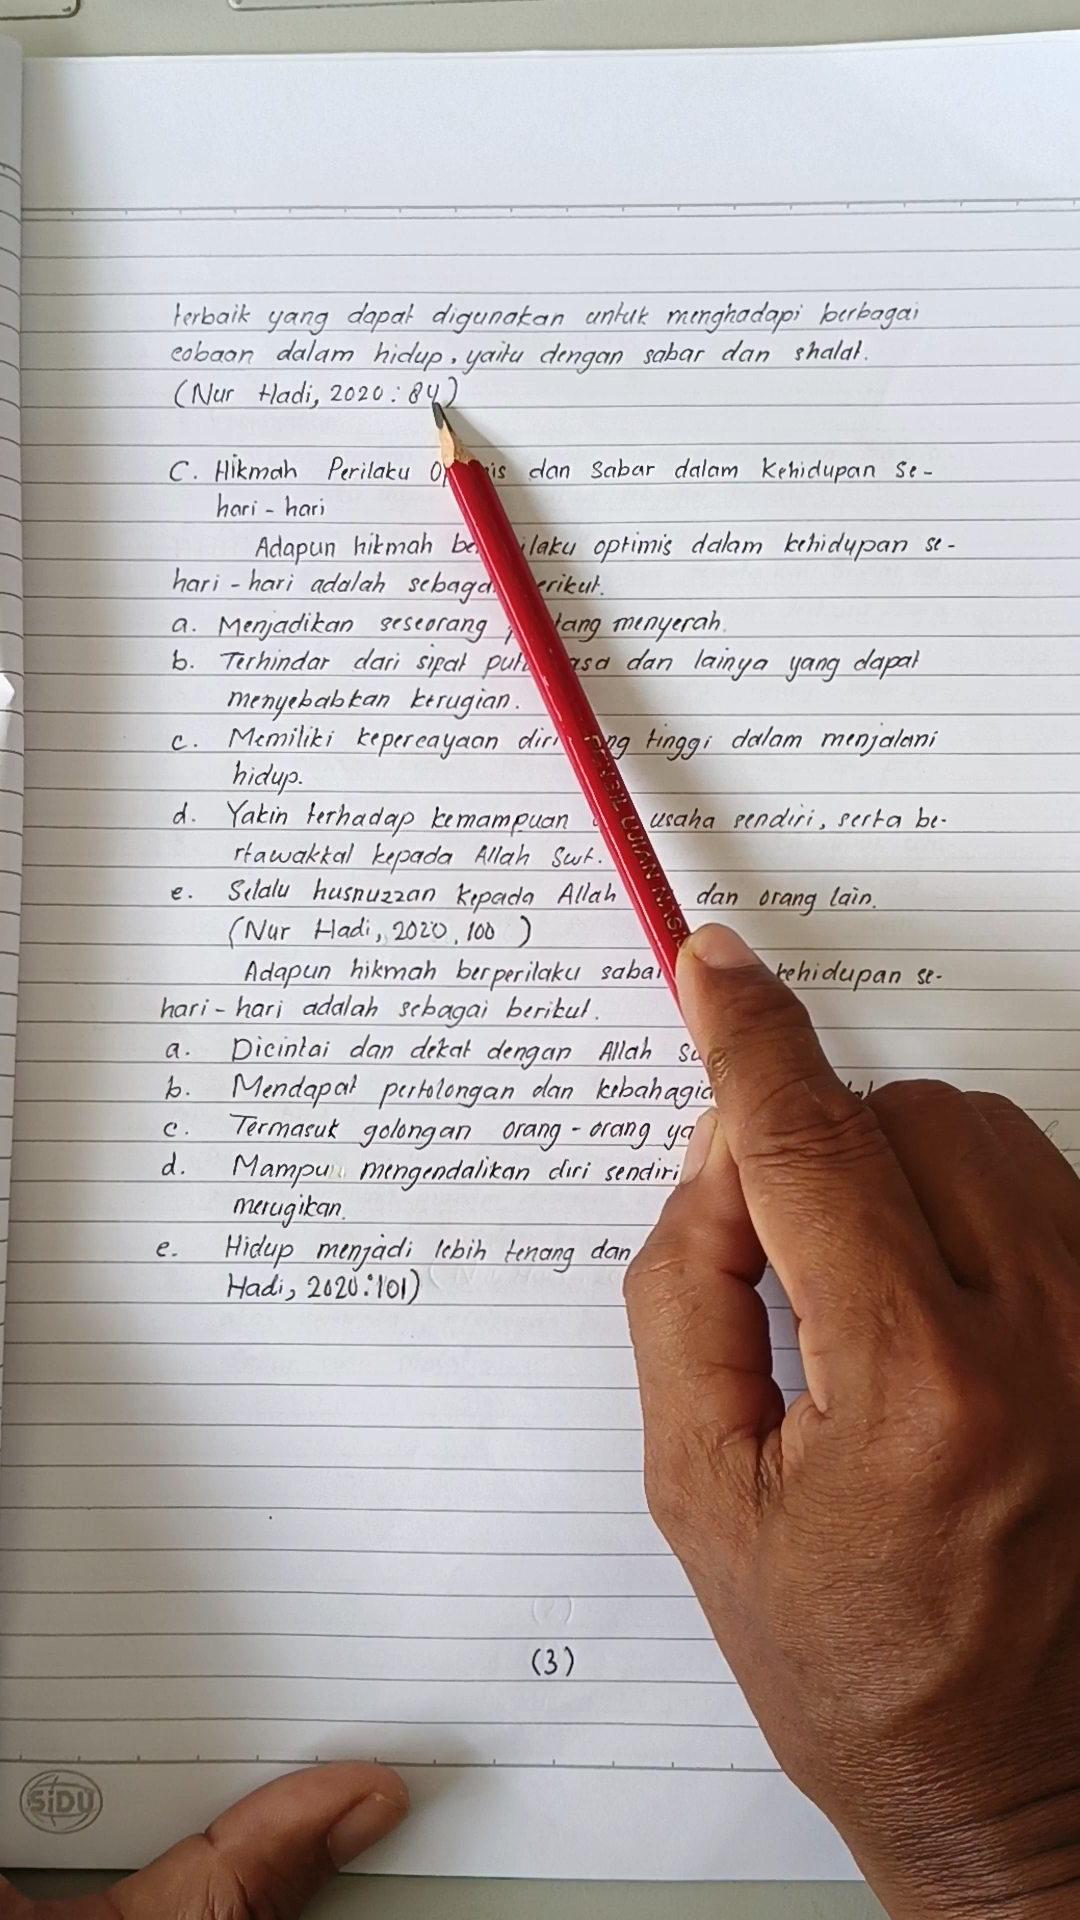 terbaik yang dapat digunakan untuk menghadapi berbagai
cobaan dalam hidup, yaitu dengan sabar dan shalat.
(Nur Hadi, 2020 : 84)
C. Hikmah Perilaku dan Sabar dalam Kehidupan Se-
hari - hari
Adapun hikmah optimis dalam kehidupan se-
hari - hari adalah
a. Menjadikan seseorang menyerah.
b. Terhindar dari sipat dan lainya yang dapat
menyebabkan kerugian.
c. Memiliki kepercayaan diri tinggi dalam menjalani
hidup.
d. Yakin terhadap kemampuan usaha sendiri, serta be-
rtawakkal kepada Allah Swt.
e. Selalu husnuzzan kepada Allah dan orang lain.
(Nur Hadi, 2020, 100 )
Adapun hikmah berperilaku kehidupan se-
hari - hari adalah sebagai berikut.
a. Dicintai dan dekat dengan Allah
b. Mendapat pertolongan dan
c. Termasuk golongan orang - orang
d. Mampu mengendalikan diri sendiri
merugikan.
e. Hidup menjadi lebih tenang dan
Hadi, 2020 : 101)
(3)
SiDU
PENSIL UJIAN